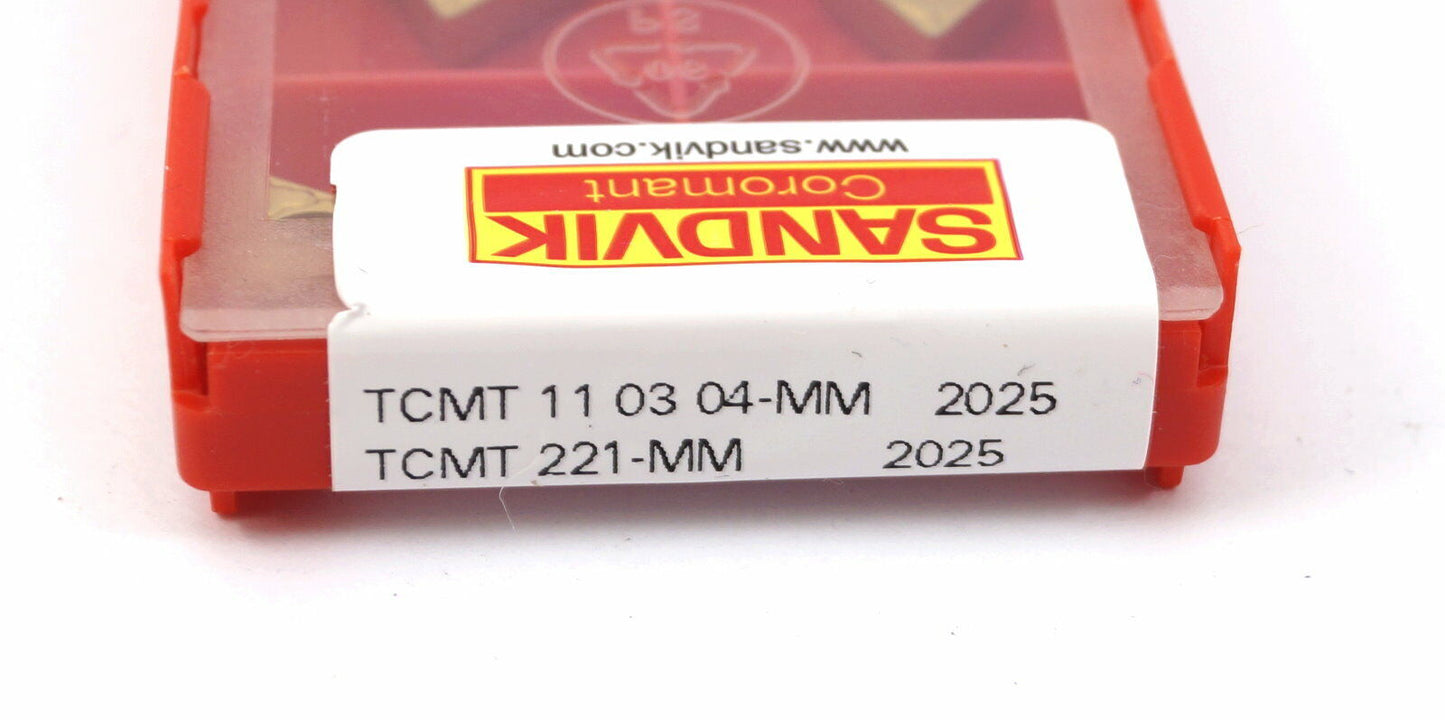 www.sandvik.com
Coromant
SANDVIK
TCMT 11 03 04-MM 2025
TCMT 221-MM 2025